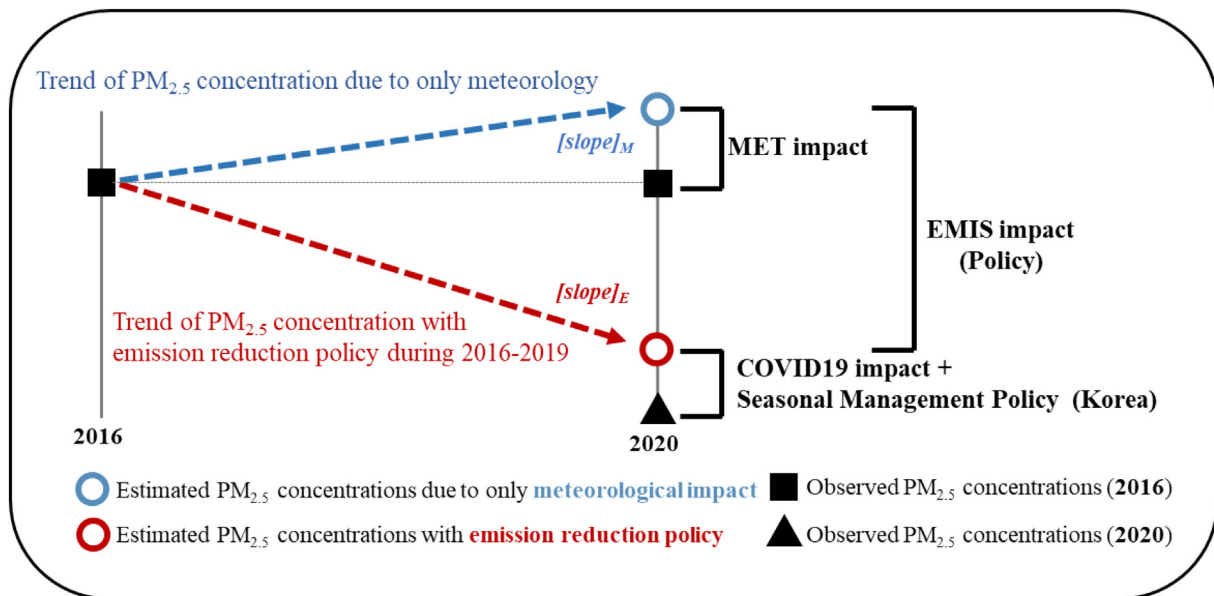 Trend of PM2.5 concentration due to only meteorology
[slope]M
MET impact
EMIS impact
(Policy)
[slope]E
Trend of PM2.5 concentration with
emission reduction policy during 2016-2019
COVID19 impact +
Seasonal Management Policy (Korea)
2016
2020
Estimated PM2.5 concentrations due to only meteorological impact
Observed PM2.5 concentrations (2016)
Estimated PM2.5 concentrations with emission reduction policy
Observed PM2.5 concentrations (2020)